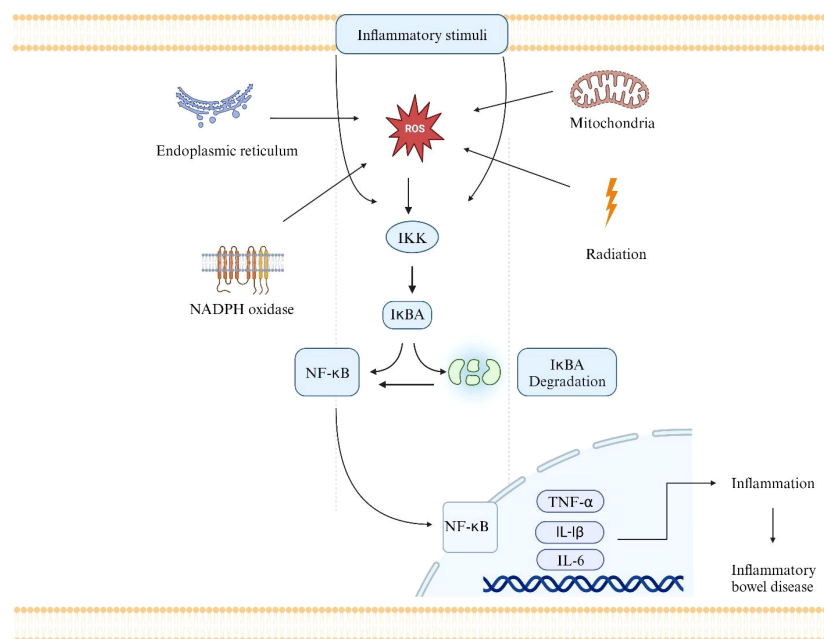 Inflammatory stimuli
ROS
Mitochondria
Endoplasmic reticulum
IKK
Radiation
NADPH oxidase
IκBA
NF-κB
IκBA
Degradation
TNF-α
IL-Iβ
IL-6
NF-κB
Inflammation
Inflammatory
bowel disease